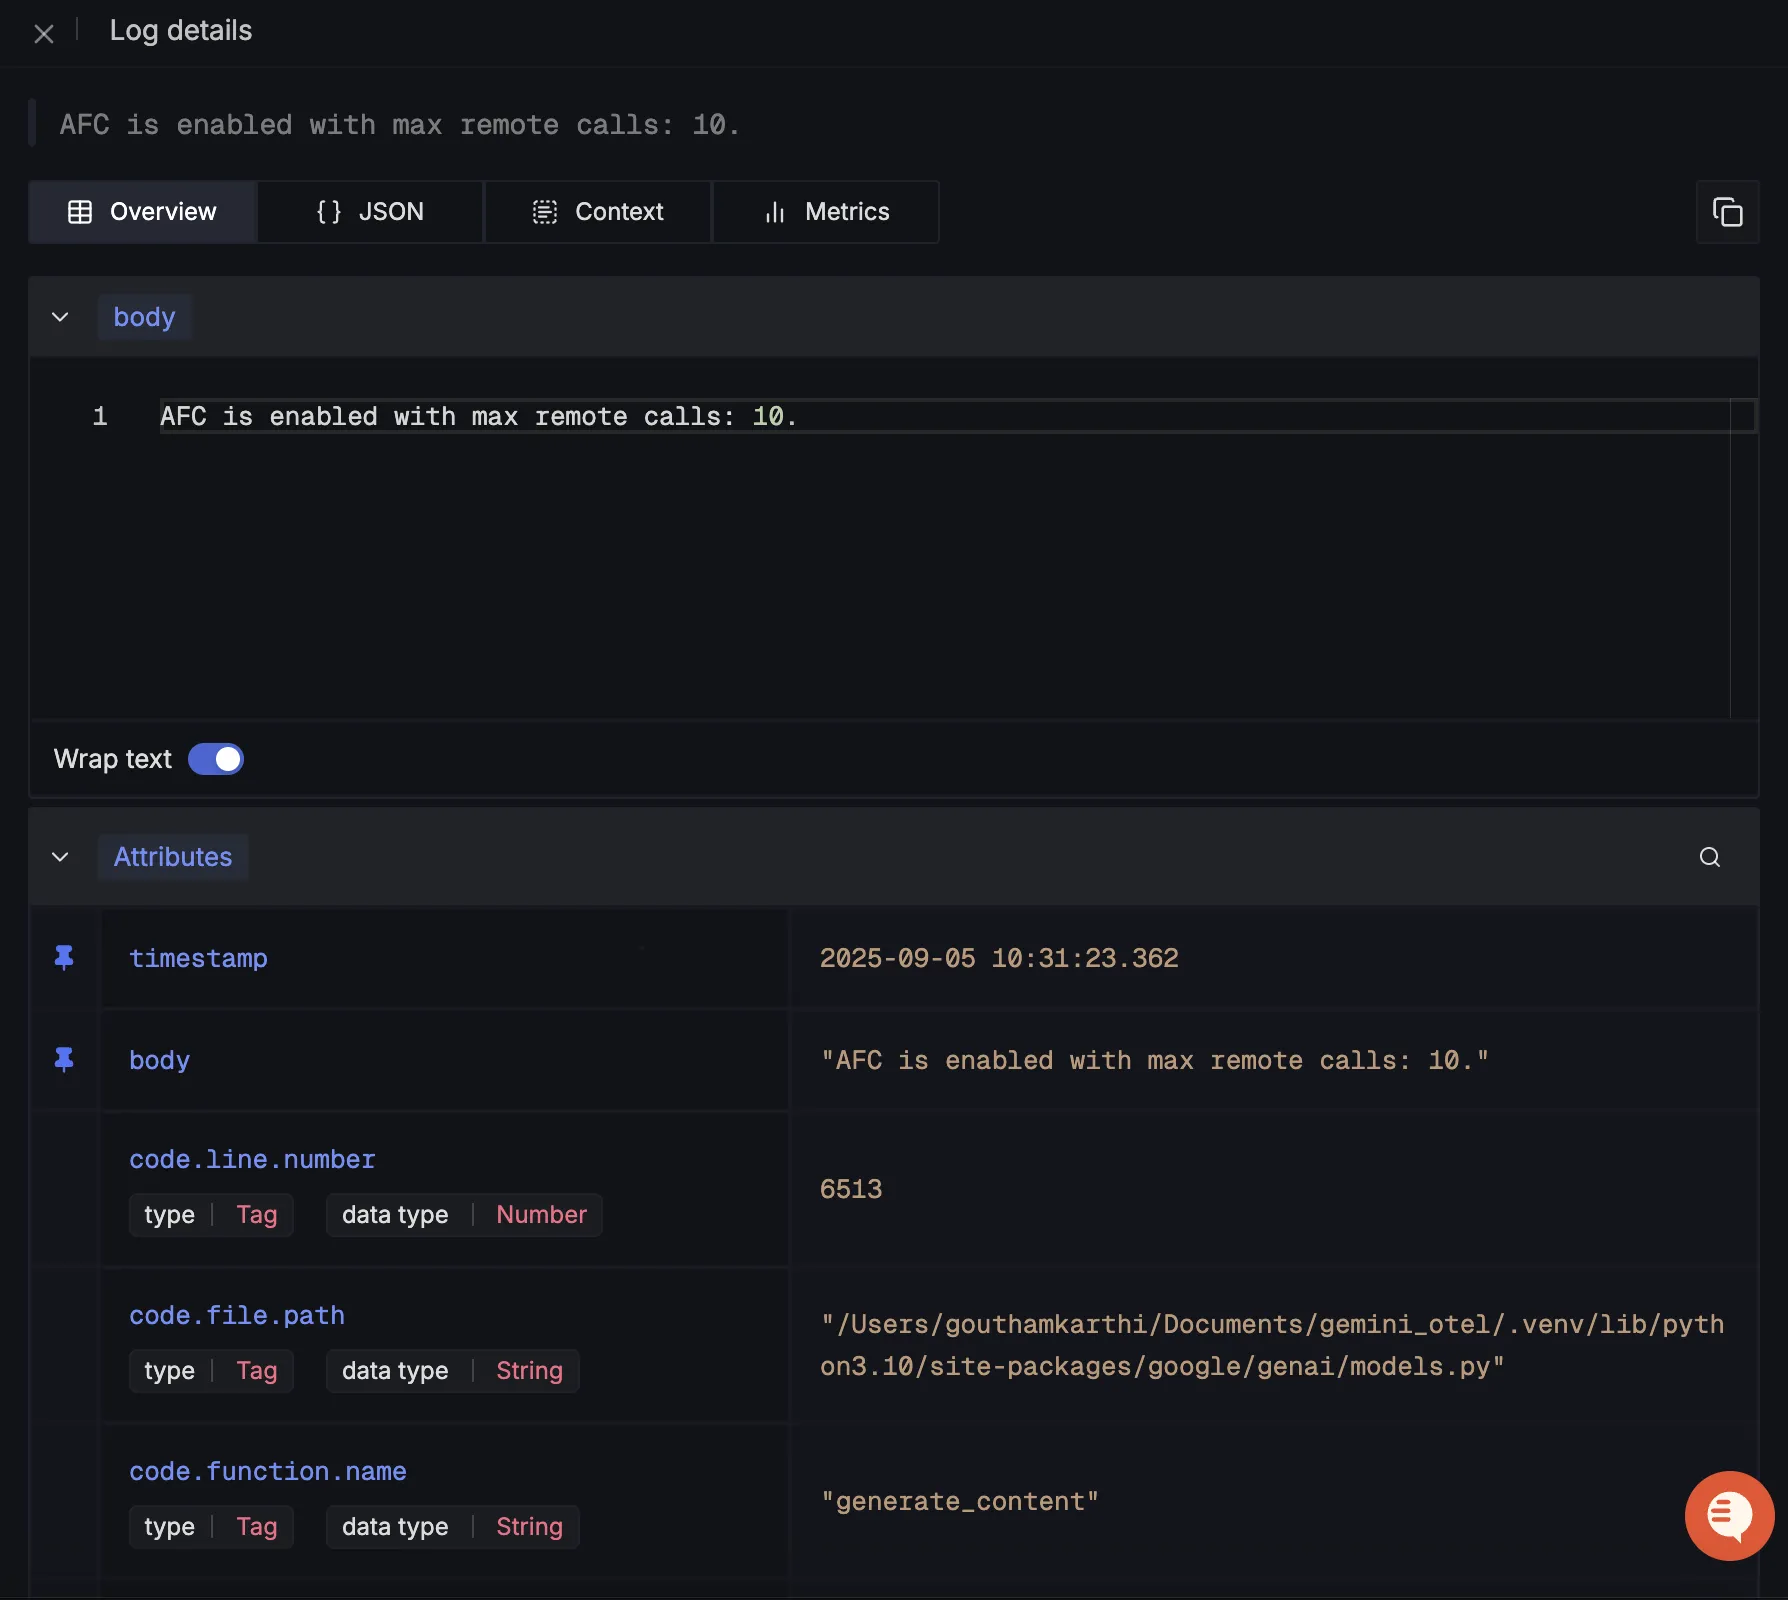 Log details
AFC is enabled with max remote calls: 10.
Overview
JSON
Context
Metrics
body
1 AFC is enabled with max remote calls: 10.
Wrap text
Attributes
timestamp
2025-09-05 10:31:23.362
body
"AFC is enabled with max remote calls: 10."
code.line.number
type Tag data type Number
6513
code.file.path
type Tag data type String
"/Users/gouthamkarthi/Documents/gemini_otel/.venv/lib/pyth
on3.10/site-packages/google/genai/models.py"
code.function.name
type Tag data type String
"generate_content"